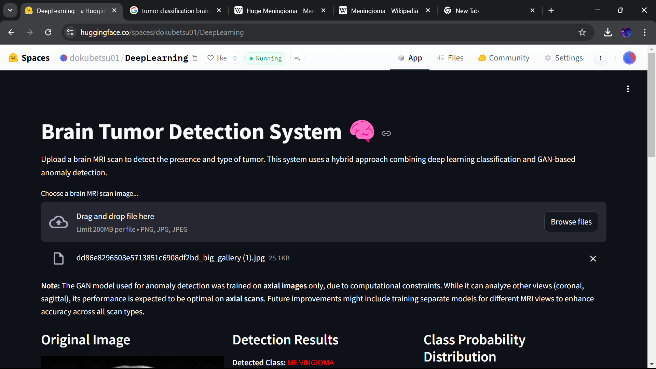 DeepLearning - a Hugging
tumor classification brain
Huge Meningioma - Me
Meningioma - Wikipedia
New Tab
huggingface.co/spaces/dokubetsu01/DeepLearning
Spaces
dokubetsu01/DeepLearning
like
0
Running
App
Files
Community
Settings
Brain Tumor Detection System
Upload a brain MRI scan to detect the presence and type of tumor. This system uses a hybrid approach combining deep learning classification and GAN-based
anomaly detection.
Choose a brain MRI scan image...
Drag and drop file here
Limit 200MB per file • PNG, JPG, JPEG
Browse files
dd86e8296503e5713851c6908df2bd_big_gallery (1).jpg 25.1KB
Note: The GAN model used for anomaly detection was trained on axial images only, due to computational constraints. While it can analyze other views (coronal,
sagittal), its performance is expected to be optimal on axial scans. Future improvements might include training separate models for different MRI views to enhance
accuracy across all scan types.
Original Image
Detection Results
Class Probability
Distribution
Detected Class: MENINGIOMA